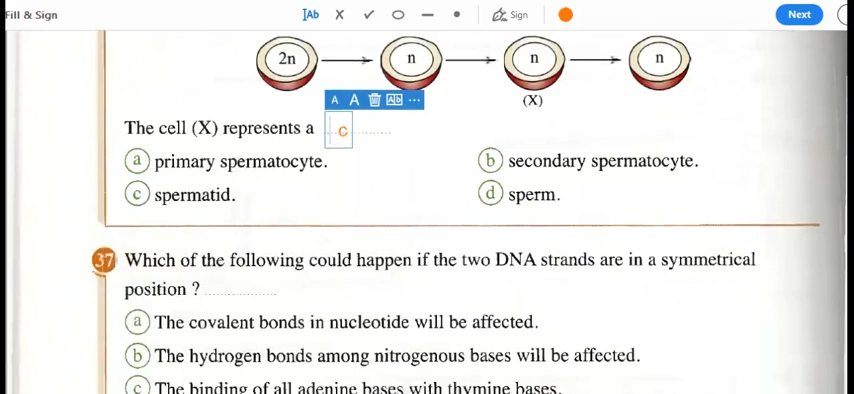 Fill & Sign
Ab
Sign
Next
2n
n
n
n
(X)
A A Ab ...
The cell (X) represents a .C........
a primary spermatocyte.
b secondary spermatocyte.
c spermatid.
d sperm.
37 Which of the following could happen if the two DNA strands are in a symmetrical
position ? ..................
a The covalent bonds in nucleotide will be affected.
b The hydrogen bonds among nitrogenous bases will be affected.
c The binding of all adenine bases with thymine bases.